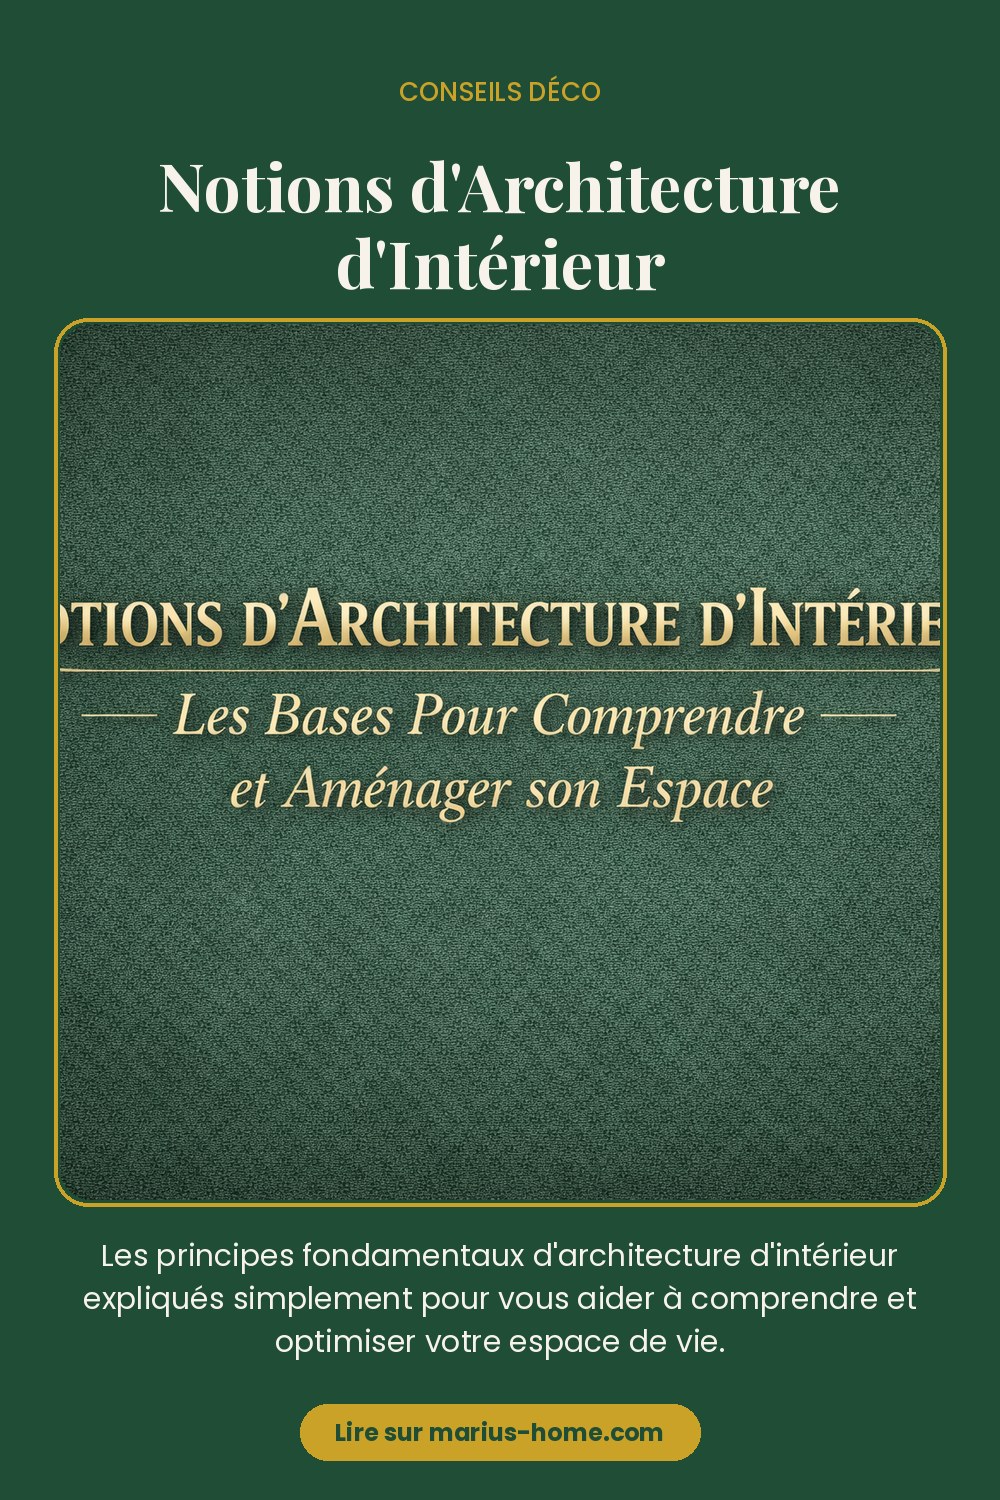 CONSEILS DÉCO
Notions d'Architecture
d'Intérieur
OTIONS D'ARCHITECTURE D'INTÉRIE
Les Bases Pour Comprendre
et Aménager son Espace
Les principes fondamentaux d'architecture d'intérieur
expliqués simplement pour vous aider à comprendre et
optimiser votre espace de vie.
Lire sur marius-home.com